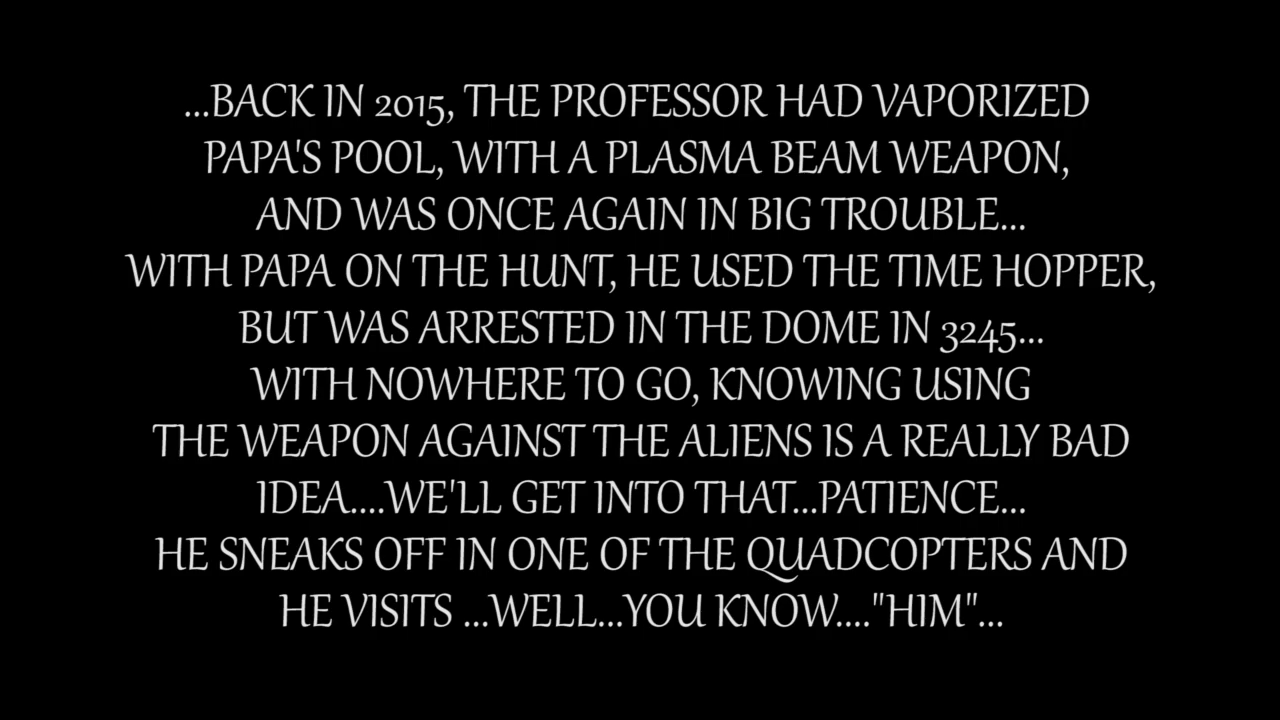 ...BACK IN 2015, THE PROFESSOR HAD VAPORIZED
PAPA'S POOL, WITH A PLASMA BEAM WEAPON,
AND WAS ONCE AGAIN IN BIG TROUBLE...
WITH PAPA ON THE HUNT, HE USED THE TIME HOPPER,
BUT WAS ARRESTED IN THE DOME IN 3245...
WITH NOWHERE TO GO, KNOWING USING
THE WEAPON AGAINST THE ALIENS IS A REALLY BAD
IDEA....WE'LL GET INTO THAT...PATIENCE...
HE SNEAKS OFF IN ONE OF THE QUADCOPTERS AND
HE VISITS ...WELL...YOU KNOW...."HIM"...